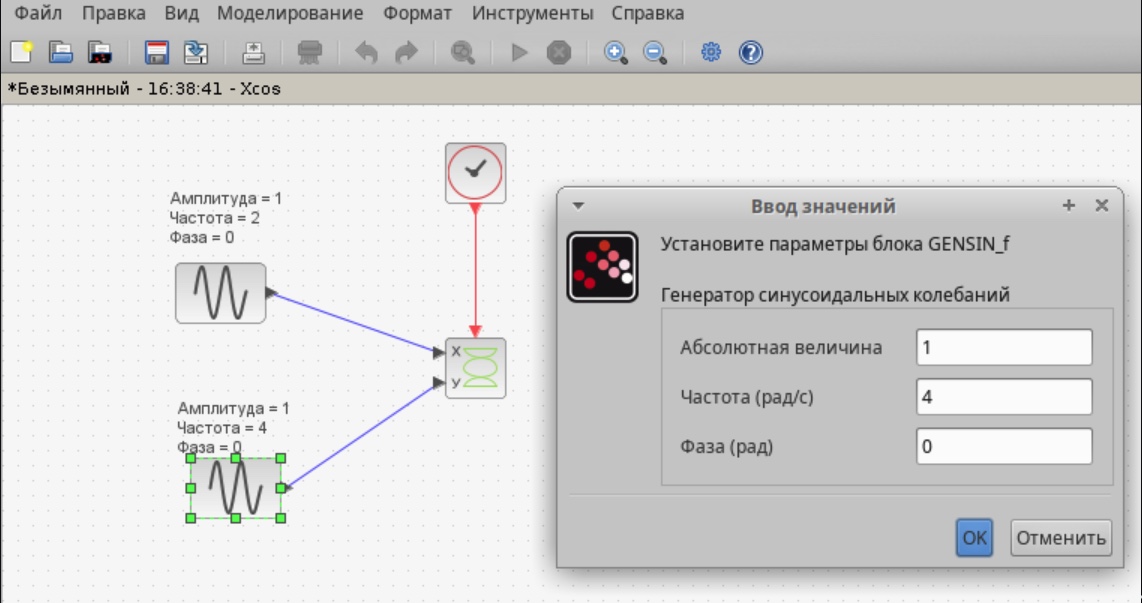 Файл Правка Вид Моделирование Формат Инструменты Справка
*Безымянный - 16:38:41 - Xcos
Амплитуда = 1
Частота = 2
Фаза = 0
X
У
Амплитуда = 1
Частота = 4
Фаза = 0
Ввод значений
Установите параметры блока GENSIN_f
Генератор синусоидальных колебаний
Абсолютная величина 1
Частота (рад/с) 4
Фаза (рад) 0
OK Отменить